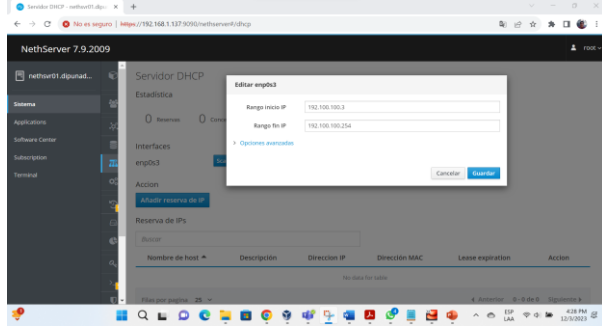 Servidor DHCP - nethsvr01.dipu
No es seguro | https://192.168.1.137:9090/nethserver#/dhcp
NethServer 7.9.2009
root
nethsvr01.dipunad...
Sistema
Applications
Software Center
Subscription
Terminal
Servidor DHCP
Estadística
0 Reservas 0
Interfaces
enp0s3
Accion
Añadir reserva de IP
Reserva de IPs
Buscar
Nombre de host Descripción Direccion IP Dirección MAC Lease expiration Accion
No data for table
Filas por pagina 25 Anterior 0 - 0 de 0 Siguiente
Editar enp0s3
Rango inicio IP 192.100.100.3
Rango fin IP 192.100.100.254
Opciones avanzadas
Cancelar Guardar
ESP
LAA
4:28 PM
12/3/2023